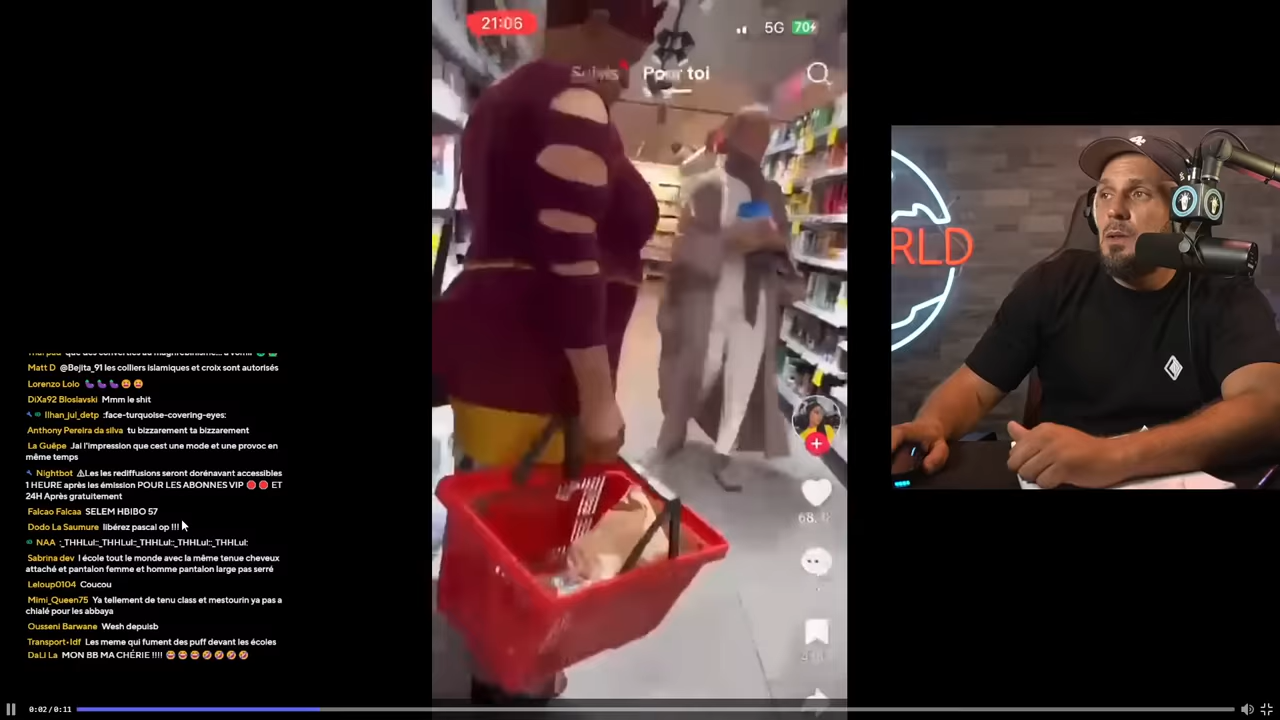 21:06
5G 70
Suivis Pour toi
RLD
Matt D @Bejita_91 les colliers islamiques et croix sont autorisés
Lorenzo Lolo
DiXa92 Bloslavski Mmm le shit
Ilhan_jul_detp :face-turquoise-covering-eyes:
Anthony Pereira da silva tu bizzarement ta bizzarement
La Guêpe Jai l'impression que cest une mode et une provoc en
même temps
Nightbot ⚠Les les rediffusions seront dorénavant accessibles
1 HEURE après les émission POUR LES ABONNES VIP 🔴 🔴 ET
24H Après gratuitement
Falcao Falcaa SELEM HBIBO 57
Dodo La Saumure libérez pascal op !!!
NAA :_THHLul::_THHLul::_THHLul::_THHLul::_THHLul:
Sabrina dev l école tout le monde avec la même tenue cheveux
attaché et pantalon femme et homme pantalon large pas serré
Leloup0104 Coucou
Mimi_Queen75 Ya tellement de tenu class et mestourin ya pas a
chialé pour les abbaya
Ousseni Barwane Wesh depuisb
Transport•Idf Les meme qui fument des puff devant les écoles
DaLi La MON BB MA CHÉRIE !!!!
0:02 / 0:11